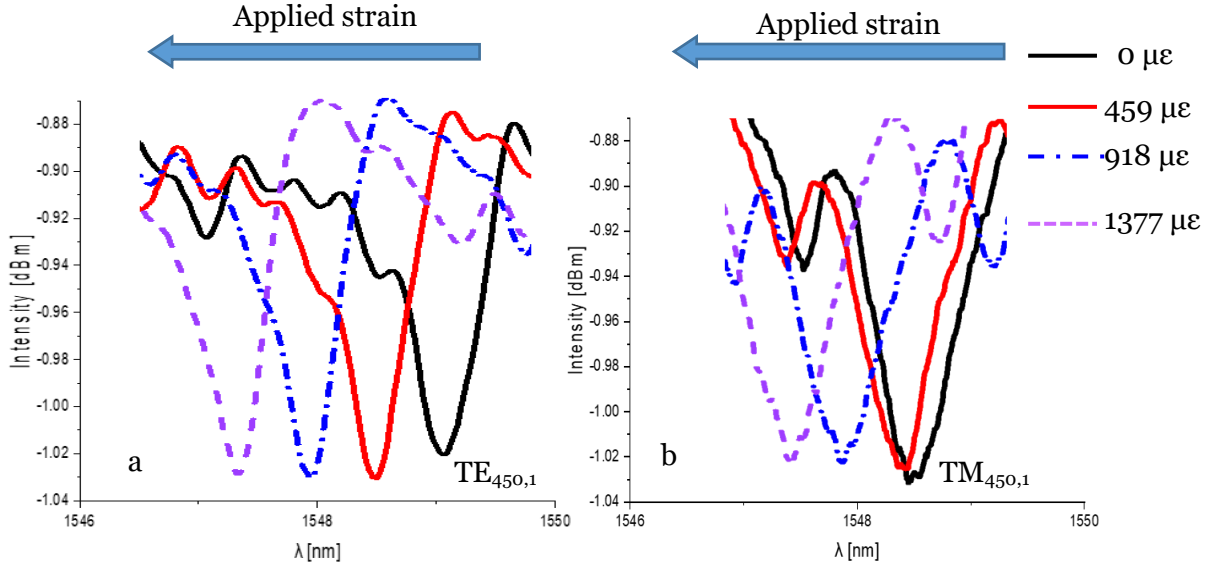 Applied strain
Applied strain
0 µε
459 µε
918 µε
1377 µε
-0.88
-0.90
-0.92
-0.94
-0.96
-0.98
-1.00
-1.02
-1.04
Intensity [dBm]
a
TE450,1
1546
1548
1550
λ [nm]
-0.88
-0.90
-0.92
-0.94
-0.96
-0.98
-1.00
-1.02
-1.04
Intensity [dBm]
b
TM450,1
1546
1548
1550
λ [nm]